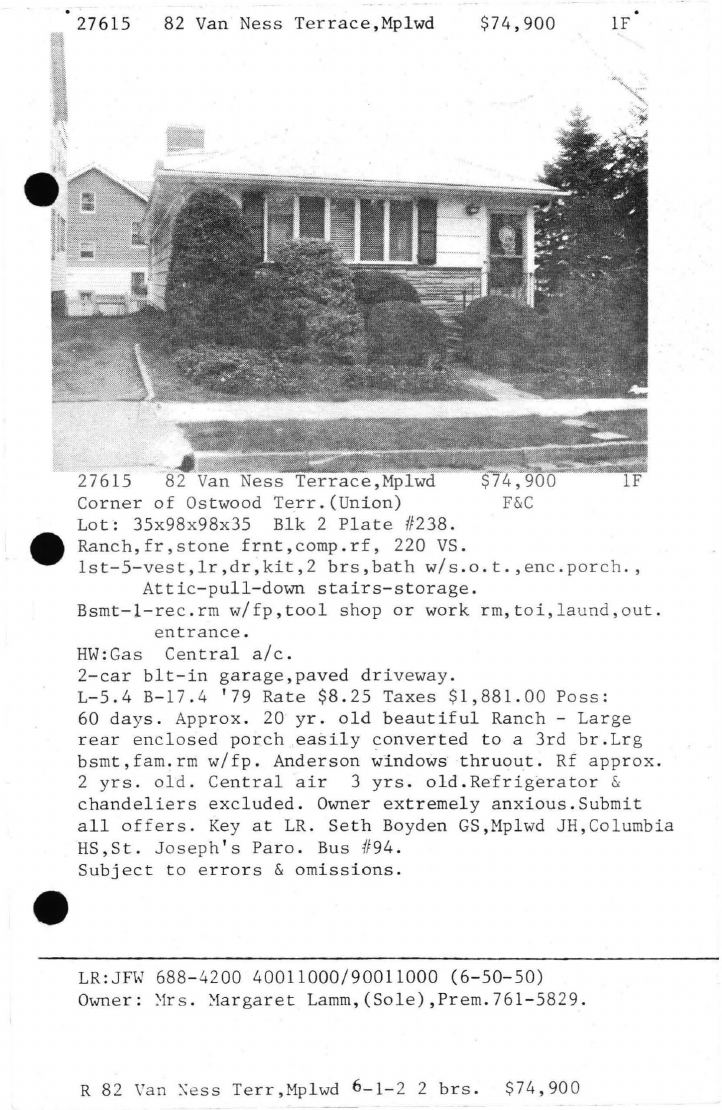 27615 82 Van Ness Terrace,Mplwd $74,900 1F
27615 82 Van Ness Terrace,Mplwd $74,900 1F
Corner of Ostwood Terr.(Union) F&C
Lot: 35x98x98x35 Blk 2 Plate #238.
Ranch,fr,stone frnt,comp.rf, 220 VS.
1st-5-vest,lr,dr,kit,2 brs,bath w/s.o.t.,enc.porch.,
Attic-pull-down stairs-storage.
Bsmt-1-rec.rm w/fp,tool shop or work rm,toi,laund,out.
entrance.
HW:Gas Central a/c.
2-car blt-in garage,paved driveway.
L-5.4 B-17.4 '79 Rate $8.25 Taxes $1,881.00 Poss:
60 days. Approx. 20 yr. old beautiful Ranch - Large
rear enclosed porch easily converted to a 3rd br.Lrg
bsmt,fam.rm w/fp. Anderson windows thruout. Rf approx.
2 yrs. old. Central air 3 yrs. old.Refrigerator &
chandeliers excluded. Owner extremely anxious.Submit
all offers. Key at LR. Seth Boyden GS,Mplwd JH,Columbia
HS,St. Joseph's Paro. Bus #94.
Subject to errors & omissions.
LR:JFW 688-4200 40011000/90011000 (6-50-50)
Owner: Mrs. Margaret Lamm,(Sole),Prem.761-5829.
R 82 Van Ness Terr,Mplwd 6-1-2 2 brs. $74,900